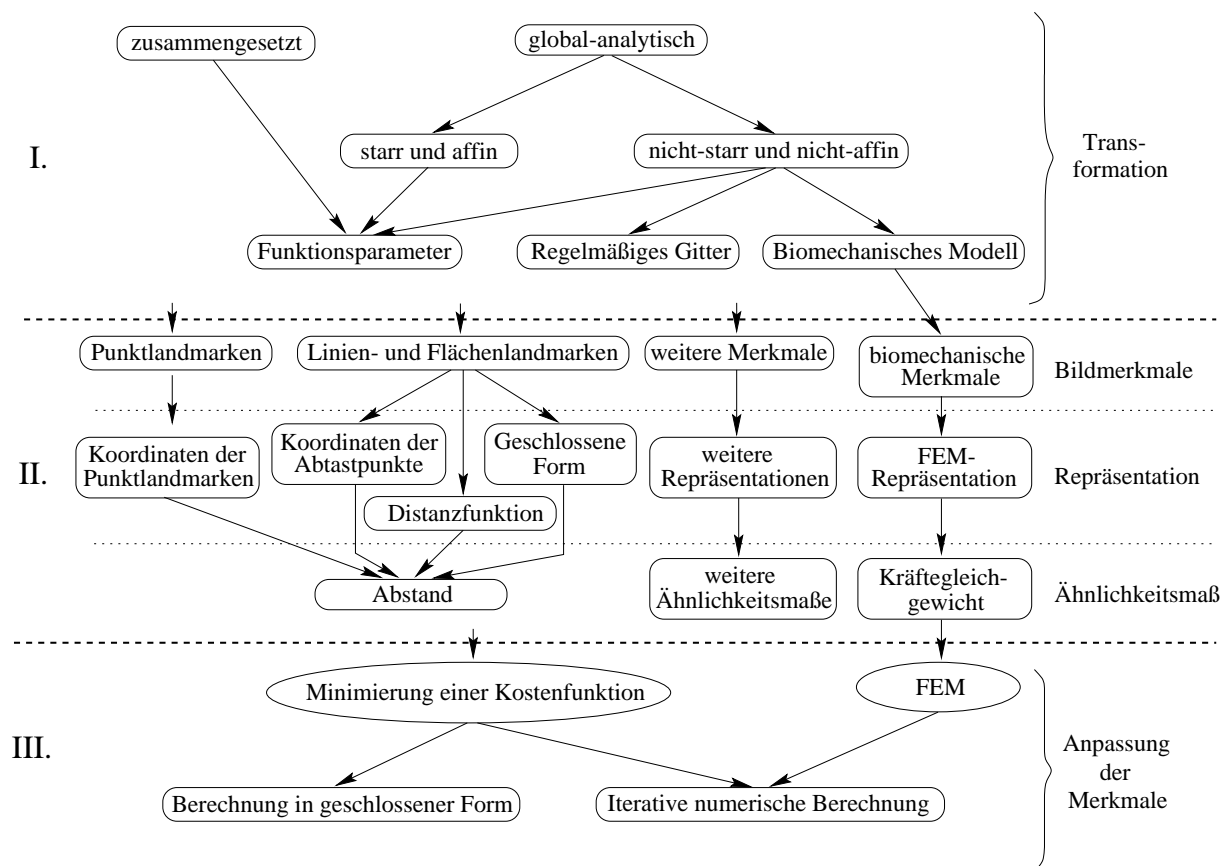 zusammengesetzt
global-analytisch
I.
starr und affin
nicht-starr und nicht-affin
Trans-
formation
Funktionsparameter
Regelmäßiges Gitter
Biomechanisches Modell
Punktlandmarken
Linien- und Flächenlandmarken
weitere Merkmale
biomechanische
Merkmale
Bildmerkmale
II.
Koordinaten der
Punktlandmarken
Koordinaten der
Abtastpunkte
Geschlossene
Form
Distanzfunktion
weitere
Repräsentationen
FEM-
Repräsentation
Repräsentation
Abstand
weitere
Ähnlichkeitsmaße
Kräftegleich-
gewicht
Ähnlichkeitsmaß
III.
Minimierung einer Kostenfunktion
FEM
Berechnung in geschlossener Form
Iterative numerische Berechnung
Anpassung
der
Merkmale